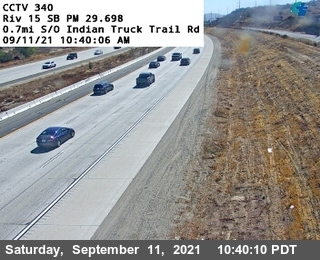 CCTV 340
Riv 15 SB PM 29.698
0.7mi S/O Indian Truck Trail Rd
09/11/21 10:40:06 AM
Saturday, September 11, 2021 10:40:10 PDT